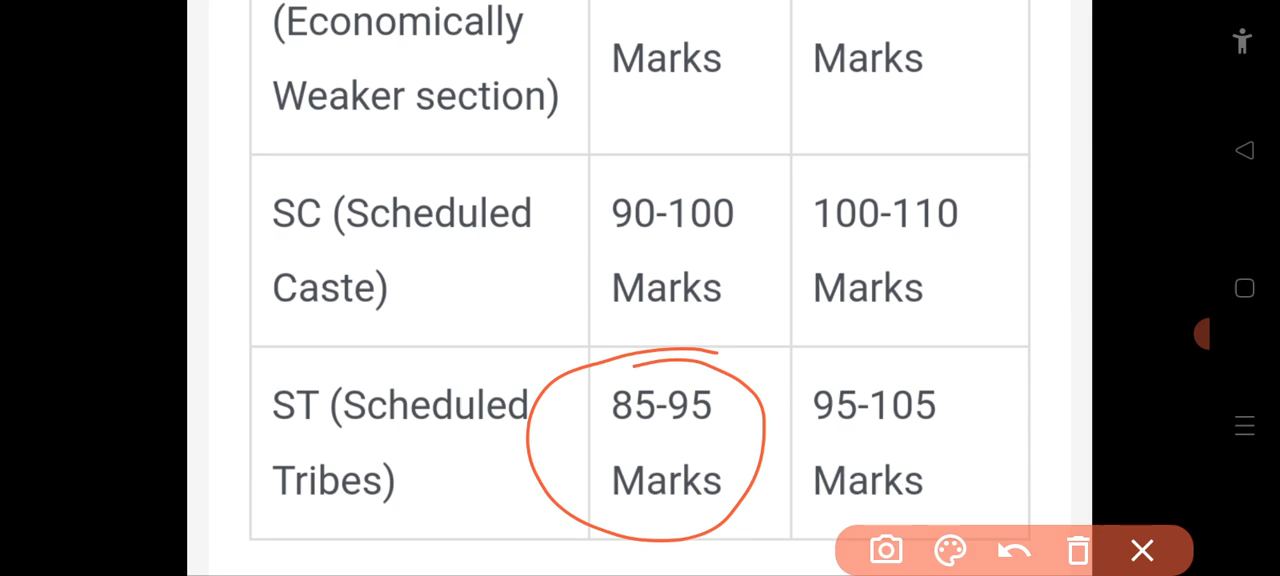 (Economically
Weaker section)
Marks
Marks
SC (Scheduled
Caste)
90-100
Marks
100-110
Marks
ST (Scheduled
Tribes)
85-95
Marks
95-105
Marks